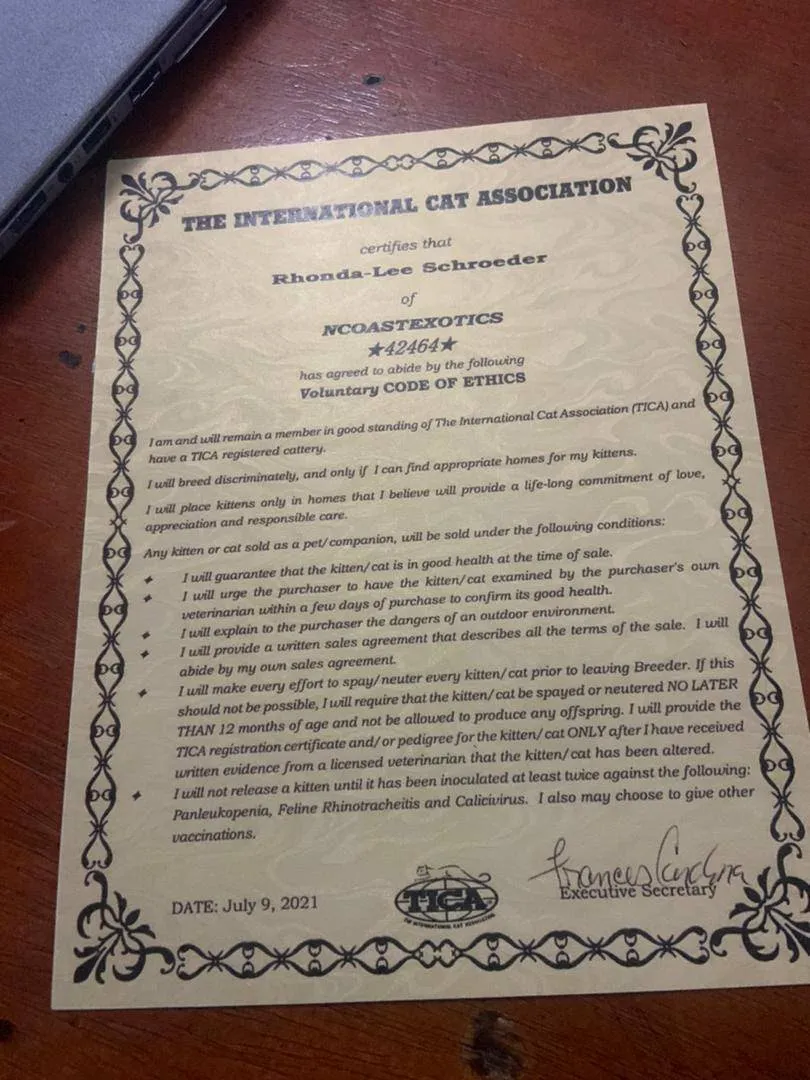 THE INTERNATIONAL CAT ASSOCIATION
certifies that
Rhonda-Lee Schroeder
of
NCOASTEXOTICS
★42464★
has agreed to abide by the following
Voluntary CODE OF ETHICS
I am and will remain a member in good standing of The International Cat Association (TICA) and
have a TICA registered cattery.
I will breed discriminately, and only if I can find appropriate homes for my kittens.
I will place kittens only in homes that I believe will provide a life-long commitment of love,
appreciation and responsible care.
Any kitten or cat sold as a pet/companion, will be sold under the following conditions:
✦ I will guarantee that the kitten/cat is in good health at the time of sale.
✦ I will urge the purchaser to have the kitten/cat examined by the purchaser's own
veterinarian within a few days of purchase to confirm its good health.
✦ I will explain to the purchaser the dangers of an outdoor environment.
✦ I will provide a written sales agreement that describes all the terms of the sale. I will
abide by my own sales agreement.
✦ I will make every effort to spay/neuter every kitten/cat prior to leaving Breeder. If this
should not be possible, I will require that the kitten/cat be spayed or neutered NO LATER
THAN 12 months of age and not be allowed to produce any offspring. I will provide the
TICA registration certificate and/or pedigree for the kitten/cat ONLY after I have received
written evidence from a licensed veterinarian that the kitten/cat has been altered.
✦ I will not release a kitten until it has been inoculated at least twice against the following:
Panleukopenia, Feline Rhinotracheitis and Calicivirus. I also may choose to give other
vaccinations.
DATE: July 9, 2021
TICA
THE INTERNATIONAL CAT ASSOCIATION
Frances
Executive Secretary